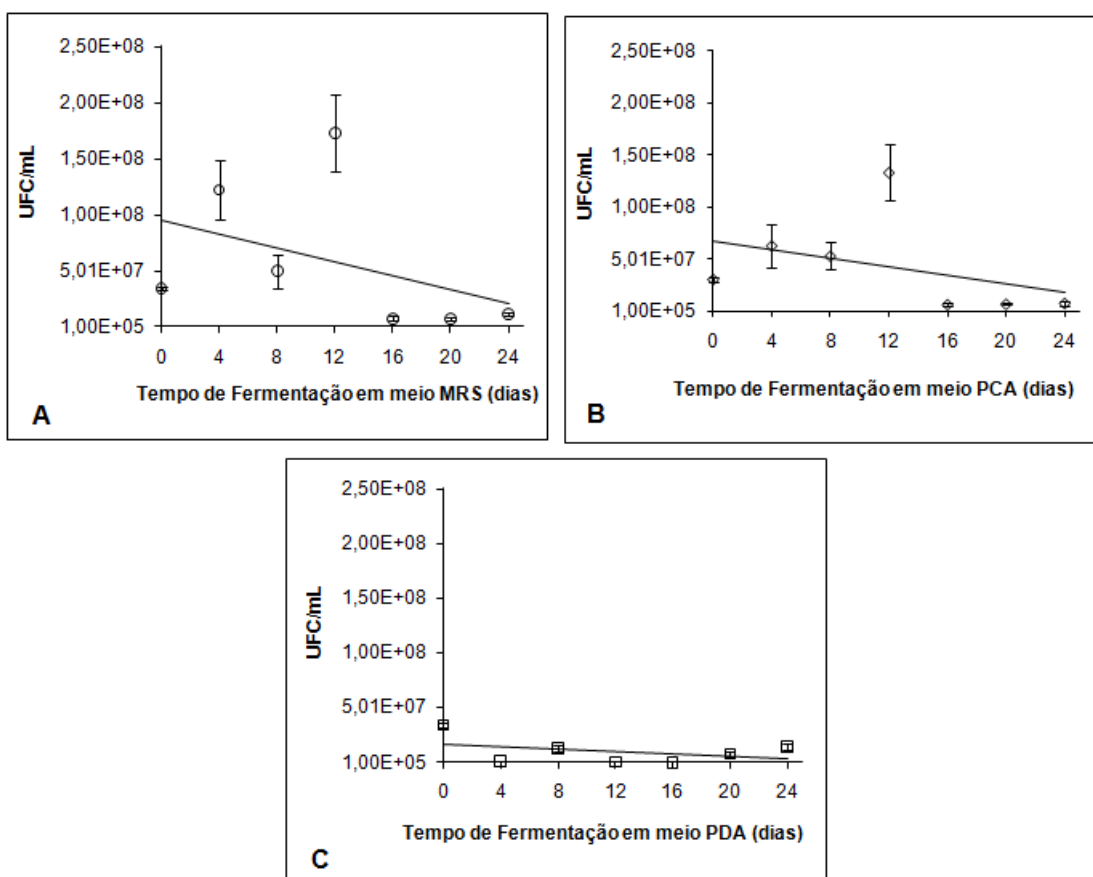 2,50E+08
2,00E+08
1,50E+08
1,00E+08
5,01E+07
1,00E+05
UFC/mL
0 4 8 12 16 20 24
Tempo de Fermentação em meio MRS (dias)
A
2,50E+08
2,00E+08
1,50E+08
1,00E+08
5,01E+07
1,00E+05
UFC/mL
0 4 8 12 16 20 24
Tempo de Fermentação em meio PCA (dias)
B
2,50E+08
2,00E+08
1,50E+08
1,00E+08
5,01E+07
1,00E+05
UFC/mL
0 4 8 12 16 20 24
Tempo de Fermentação em meio PDA (dias)
C